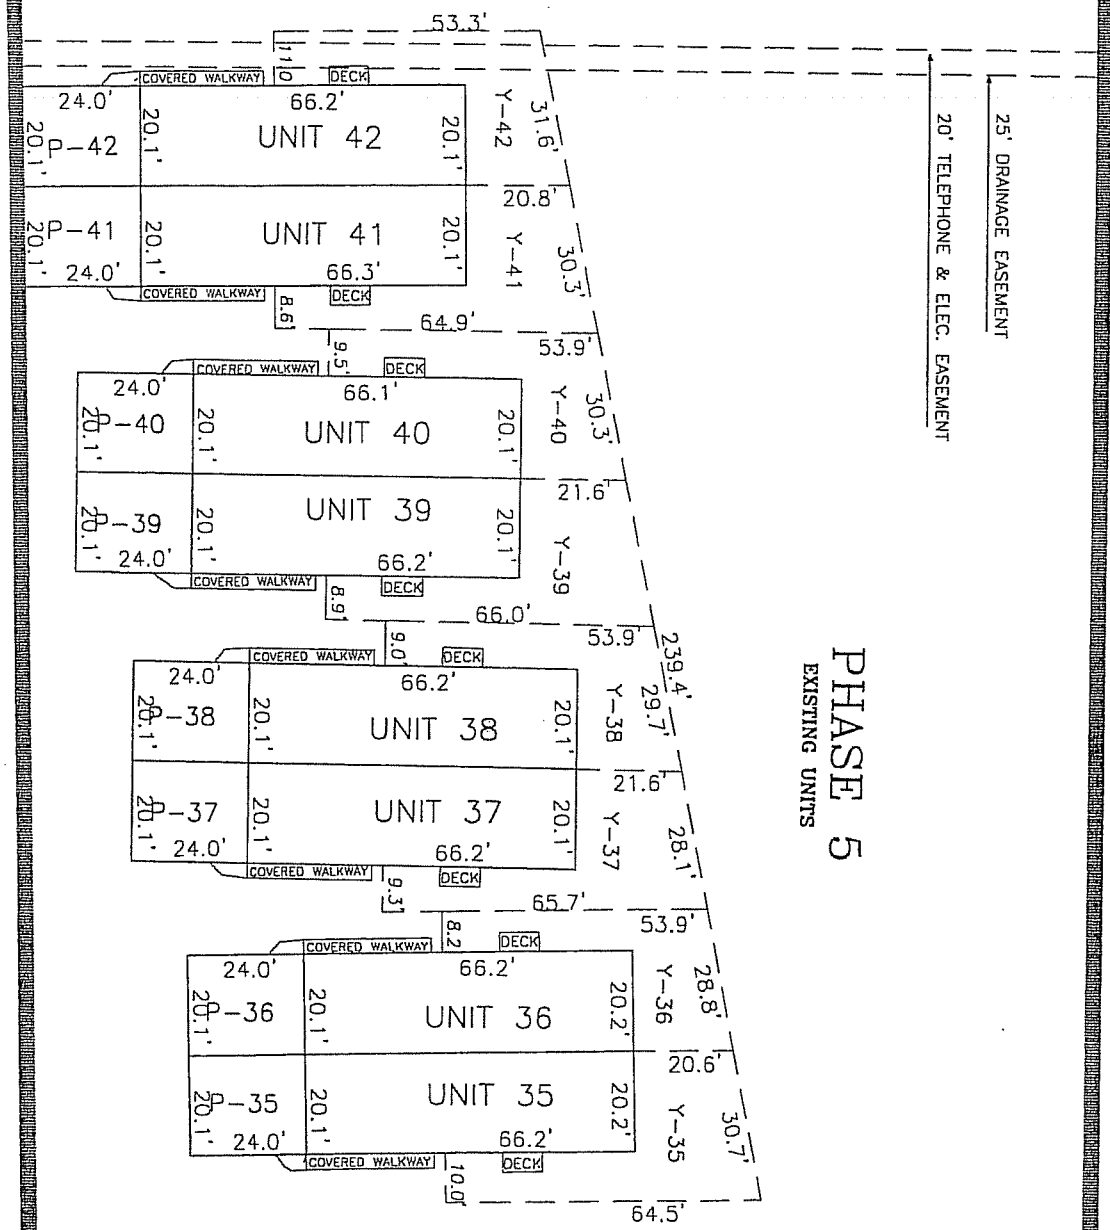 53.3'
11.0
COVERED WALKWAY
DECK
24.0'
66.2'
20.1'
P-42
20.1'
UNIT 42
20.1'
Y-42
31.6'
20.8'
20.1'
P-41
20.1'
UNIT 41
20.1'
Y-41
30.3'
24.0'
66.3'
COVERED WALKWAY
DECK
8.6'
64.9'
9.5'
53.9'
COVERED WALKWAY
DECK
24.0'
66.1'
20.1'
P-40
20.1'
UNIT 40
20.1'
Y-40
30.3'
21.6'
20.1'
P-39
20.1'
UNIT 39
20.1'
Y-39
24.0'
66.2'
COVERED WALKWAY
DECK
8.9'
66.0'
9.0'
53.9'
239.4'
COVERED WALKWAY
DECK
24.0'
66.2'
20.1'
P-38
20.1'
UNIT 38
20.1'
Y-38
29.7'
21.6'
20.1'
P-37
20.1'
UNIT 37
20.1'
Y-37
28.1'
24.0'
66.2'
COVERED WALKWAY
DECK
9.3'
65.7'
8.2
53.9'
COVERED WALKWAY
DECK
24.0'
66.2'
20.1'
P-36
20.1'
UNIT 36
20.2'
Y-36
28.8'
20.6'
20.1'
P-35
20.1'
UNIT 35
20.2'
Y-35
30.7'
24.0'
66.2'
COVERED WALKWAY
DECK
10.0'
64.5'
25' DRAINAGE EASEMENT
20' TELEPHONE & ELEC. EASEMENT
PHASE 5
EXISTING UNITS